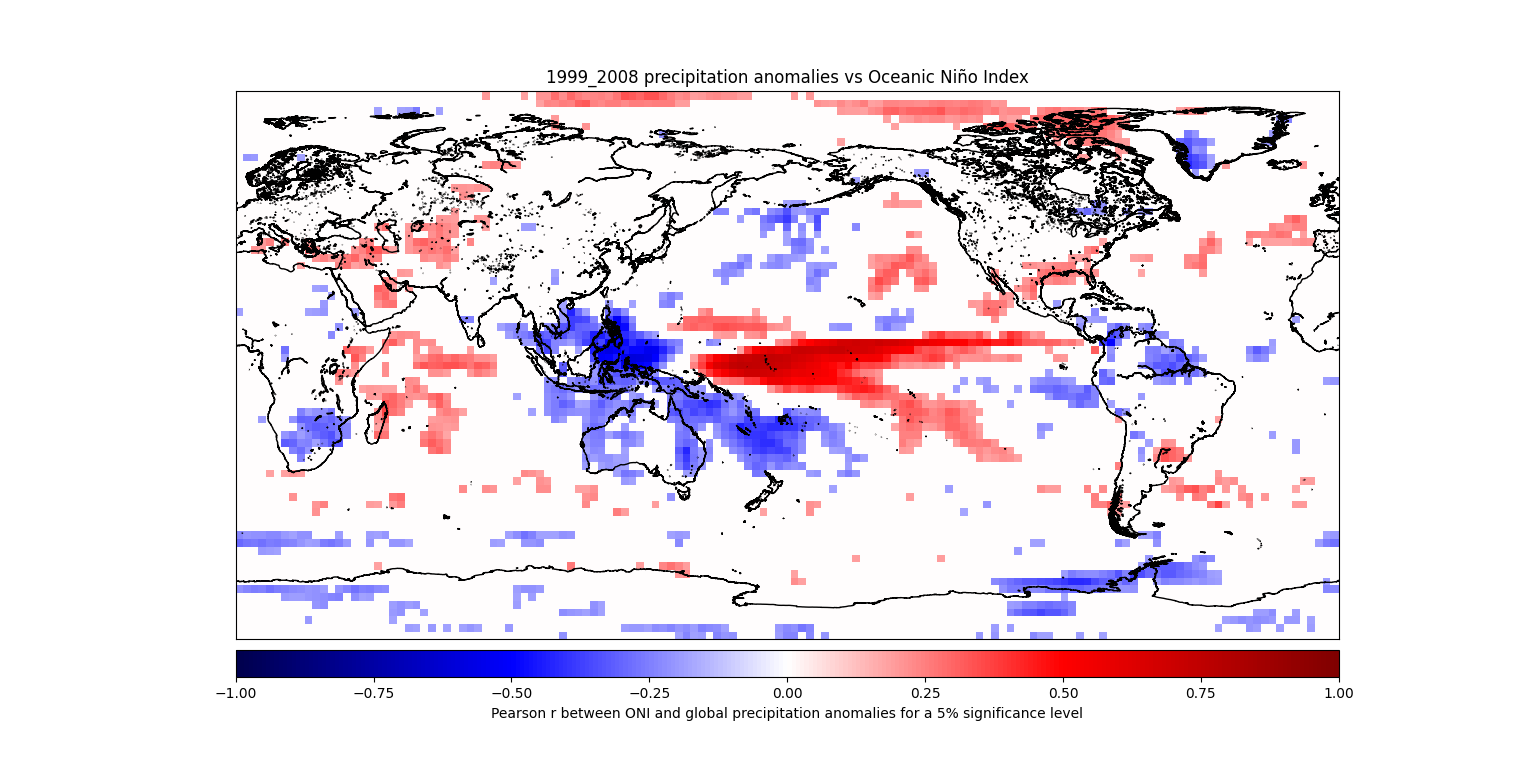 1999_2008 precipitation anomalies vs Oceanic Niño Index
−1.00 −0.75 −0.50 −0.25 0.00 0.25 0.50 0.75 1.00
Pearson r between ONI and global precipitation anomalies for a 5% significance level